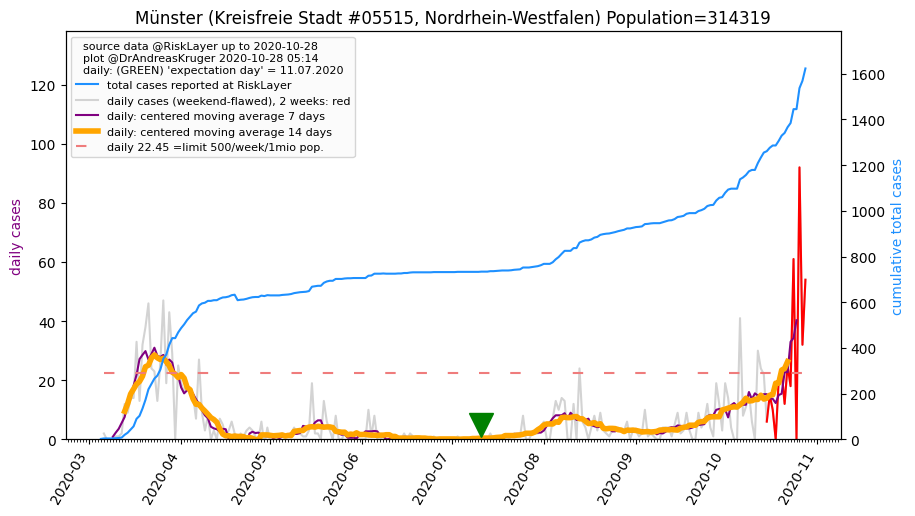 Münster (Kreisfreie Stadt #05515, Nordrhein-Westfalen) Population=314319
source data @RiskLayer up to 2020-10-28
plot @DrAndreasKruger 2020-10-28 05:14
daily: (GREEN) 'expectation day' = 11.07.2020
total cases reported at RiskLayer
daily cases (weekend-flawed), 2 weeks: red
daily: centered moving average 7 days
daily: centered moving average 14 days
daily 22.45 =limit 500/week/1mio pop.
daily cases
120
100
80
60
40
20
0
cumulative total cases
1600
1400
1200
1000
800
600
400
200
0
2020-03
2020-04
2020-05
2020-06
2020-07
2020-08
2020-09
2020-10
2020-11